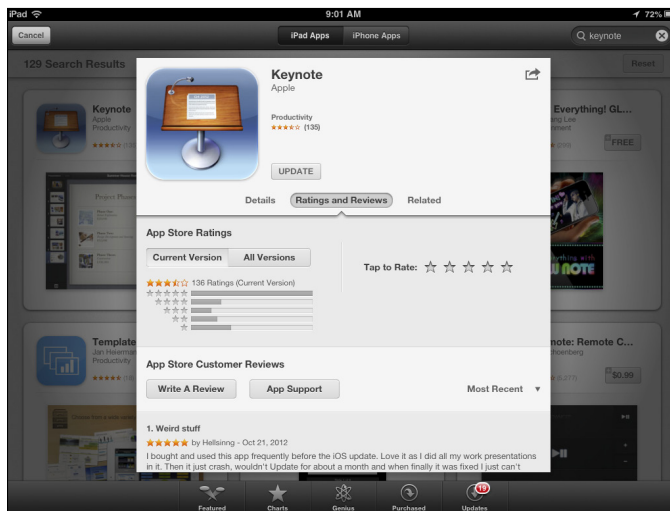 iPad 9:01 AM 72%
Cancel iPad Apps iPhone Apps keynote
129 Search Results Reset
Keynote
Apple
Productivity
(135)
UPDATE
Details Ratings and Reviews Related
App Store Ratings
Current Version All Versions
136 Ratings (Current Version)
Tap to Rate:
App Store Customer Reviews
Write A Review App Support Most Recent ▼
1. Weird stuff
by Hellsinng - Oct 21, 2012
I bought and used this app frequently before the iOS update. Love it as I did all my work presentations
in it. Then it just crash, wouldn't Update for about a month and when finally it was fixed I just can't
Keynote
Apple
Productivity
Everything! GL...
FREE
Template
Productivity
note: Remote C...
$0.99
Featured Charts Genius Purchased Updates
19